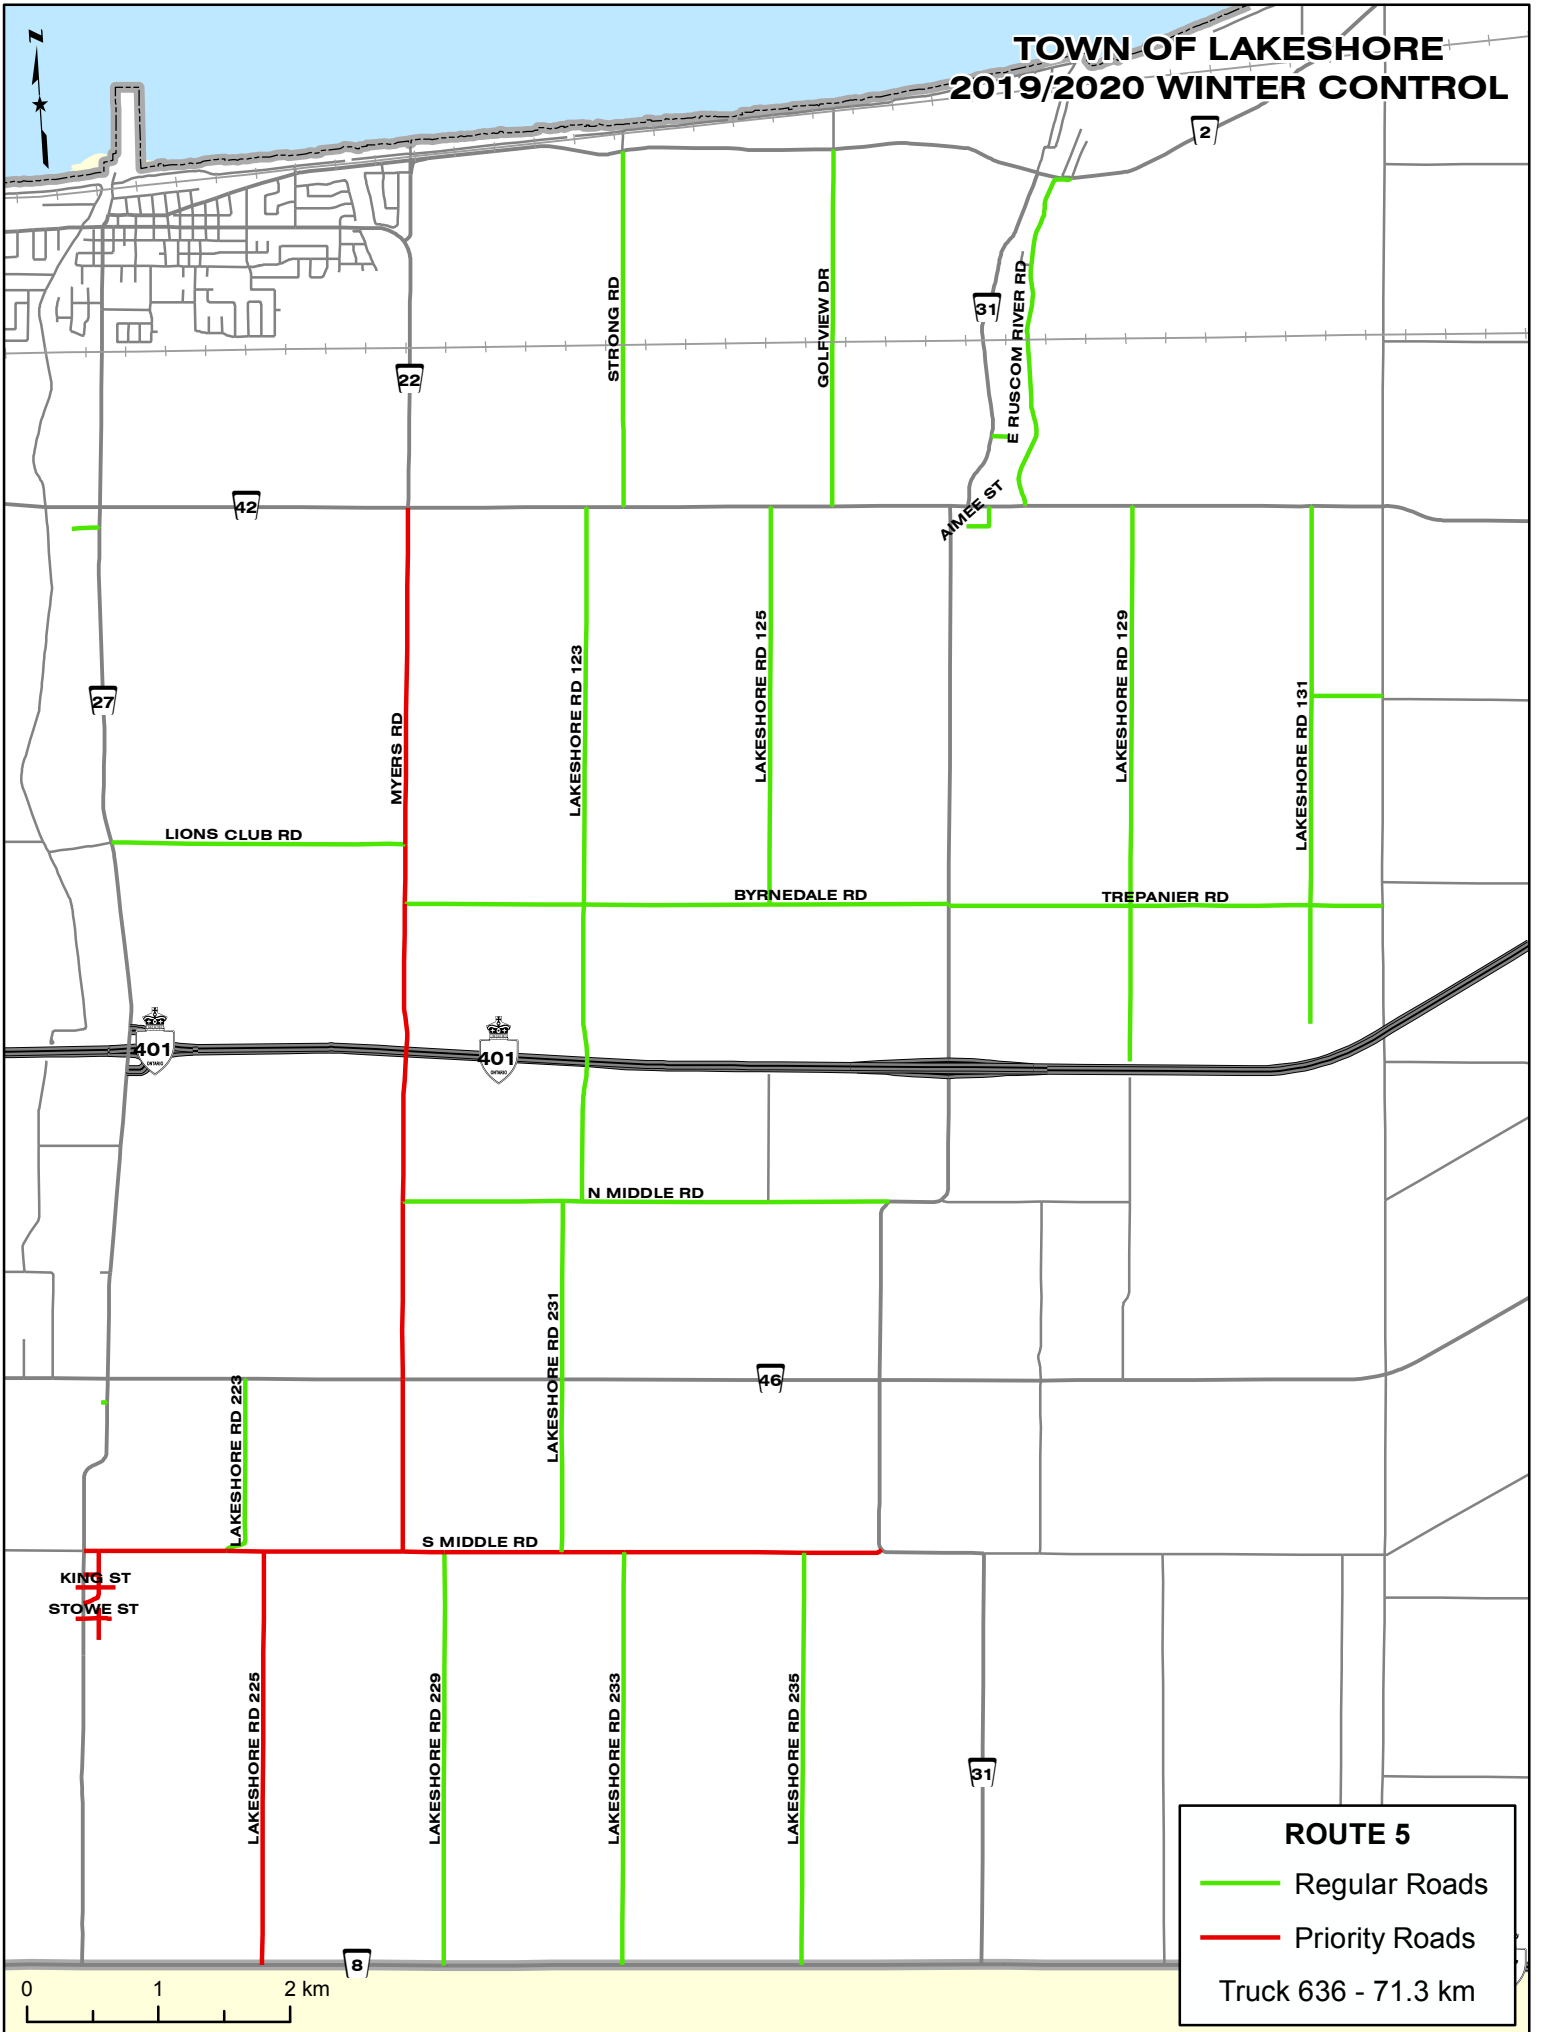 N
TOWN OF LAKESHORE
2019/2020 WINTER CONTROL
2
STRONG RD
GOLFVIEW DR
31
E RUSCOM RIVER RD
22
42
AIMEE ST
27
MYERS RD
LAKESHORE RD 123
LAKESHORE RD 125
LAKESHORE RD 129
LAKESHORE RD 131
LIONS CLUB RD
BYRNEDALE RD
TREPANIER RD
401
ONTARIO
401
ONTARIO
N MIDDLE RD
LAKESHORE RD 231
LAKESHORE RD 223
46
S MIDDLE RD
KING ST
STOWE ST
LAKESHORE RD 225
LAKESHORE RD 229
LAKESHORE RD 233
LAKESHORE RD 235
31
8
ROUTE 5
Regular Roads
Priority Roads
Truck 636 - 71.3 km
0 1 2 km